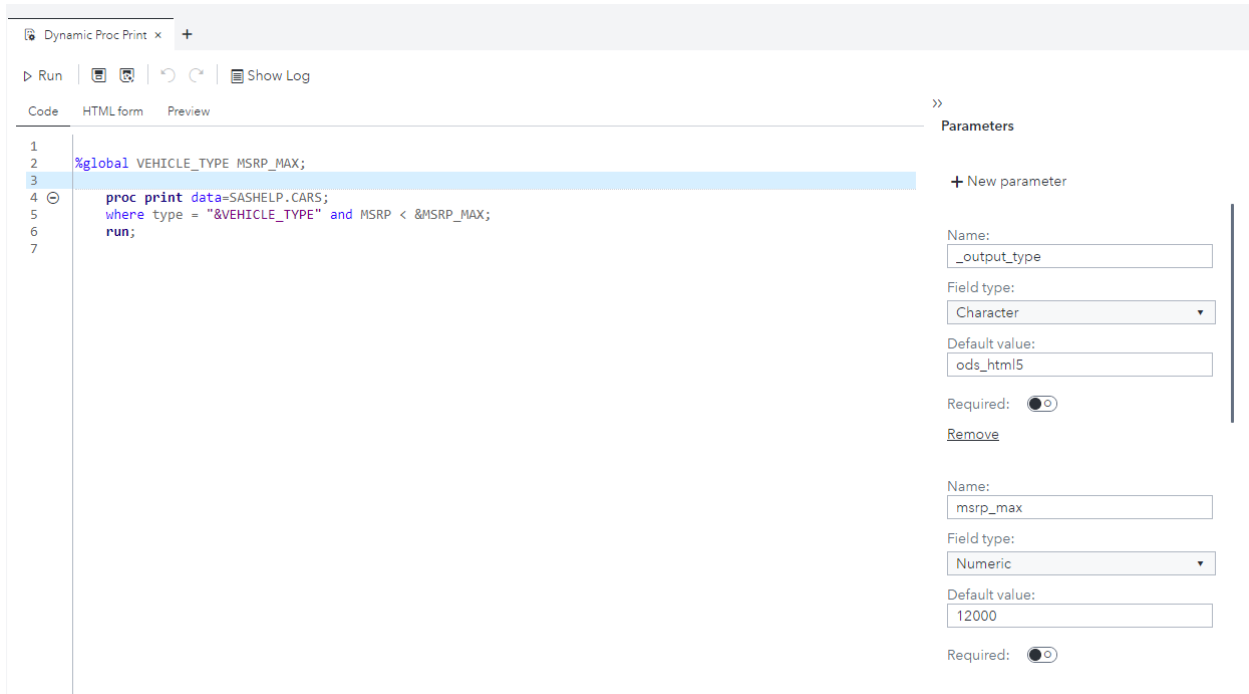 Dynamic Proc Print × +
Run Show Log
Code HTML form Preview
1
2 %global VEHICLE_TYPE MSRP_MAX;
3
4 proc print data=SASHELP.CARS;
5 where type = "&VEHICLE_TYPE" and MSRP < &MSRP_MAX;
6 run;
7
Parameters
+ New parameter
Name:
_output_type
Field type:
Character
Default value:
ods_html5
Required:
Remove
Name:
msrp_max
Field type:
Numeric
Default value:
12000
Required: